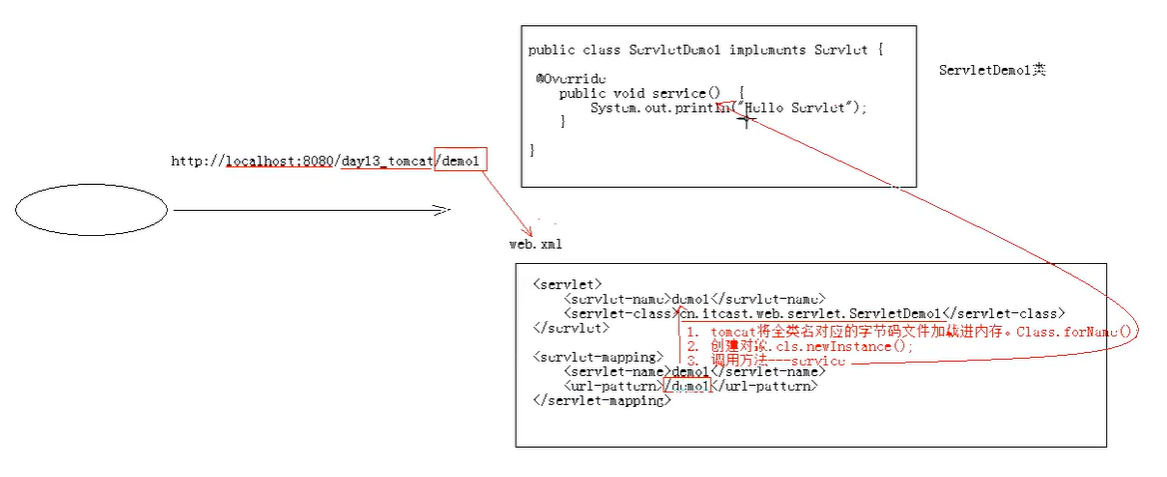 public class ServletDemo1 implements Servlet {
@Override
public void service() {
System.out.println("Hello Servlet");
}
}
ServletDemo1类
http://localhost:8080/day13_tomcat/demo1
web.xml
<servlet>
<servlet-name>demo1</servlet-name>
<servlet-class>cn.itcast.web.servlet.ServletDemo1</servlet-class>
</servlet>
1. tomcat将全类名对应的字节码文件加载进内存。Class.forName()
2. 创建对象.cls.newInstance();
3. 调用方法---service
<servlet-mapping>
<servlet-name>demo1</servlet-name>
<url-pattern>/demo1</url-pattern>
</servlet-mapping>